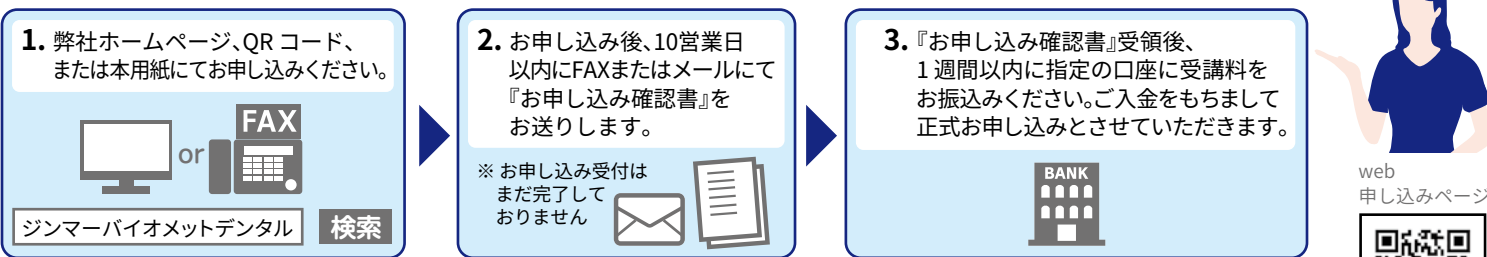 1. 弊社ホームページ、QR コード、
または本用紙にてお申し込みください。
FAX
or
ジンマーバイオメットデンタル 検索
2. お申し込み後、10営業日
以内にFAXまたはメールにて
『お申し込み確認書』を
お送りします。
※ お申し込み受付は
まだ完了して
おりません
3. 『お申し込み確認書』受領後、
1 週間以内に指定の口座に受講料を
お振込みください。ご入金をもちまして
正式お申し込みとさせていただきます。
BANK
web
申し込みページ